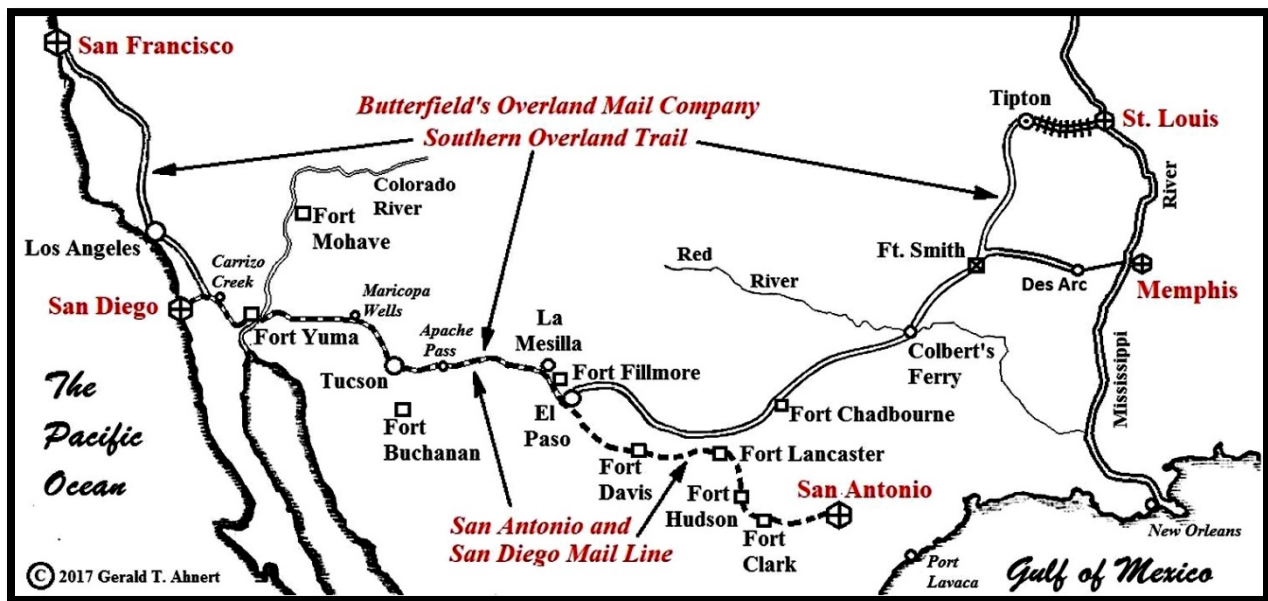 San Francisco
Butterfield's Overland Mail Company
Southern Overland Trail
Tipton
St. Louis
Colorado
River
Fort
Mohave
River
Los Angeles
Carrizo
Creek
Red
River
Ft. Smith
Des Arc
Memphis
San Diego
Maricopa
Wells
Fort Yuma
Apache
Pass
La
Mesilla
Tucson
Fort Fillmore
Colbert's
Ferry
Mississippi
The
Pacific
Ocean
Fort
Buchanan
El
Paso
Fort Chadbourne
Fort
Davis
Fort Lancaster
Fort
Hudson
San Antonio
San Antonio and
San Diego Mail Line
Fort
Clark
New Orleans
Port
Lavaca
Gulf of Mexico
© 2017 Gerald T. Ahnert